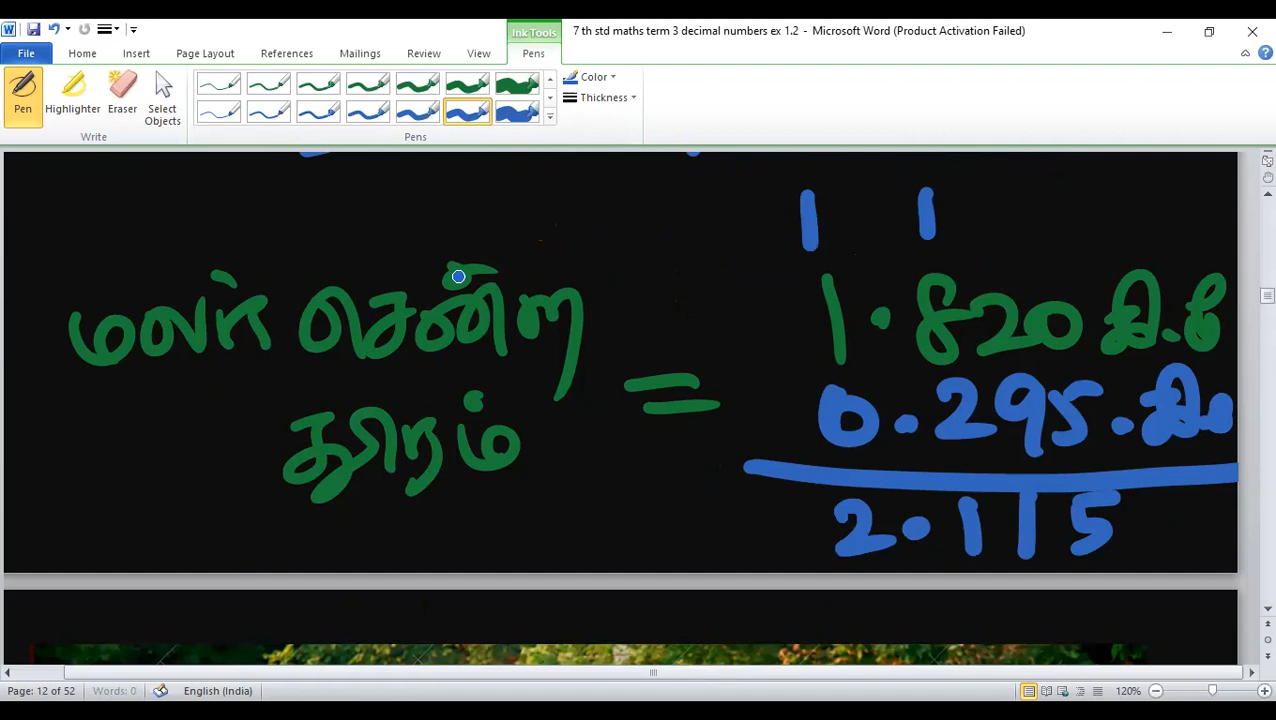 7 th std maths term 3 decimal numbers ex 1.2 - Microsoft Word (Product Activation Failed)
Ink Tools
File Home Insert Page Layout References Mailings Review View Pens
Pen Highlighter Eraser Select Objects
Color
Thickness
Write Pens
1 1
மலர் சென்ற
தூரம்
=
1.820 கி.மீ
0.295.கி.
2.115
Page: 12 of 52 Words: 0 English (India) 120%